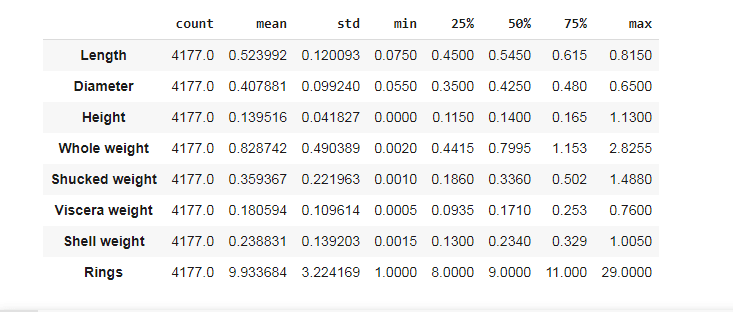 count mean std min 25% 50% 75% max
Length 4177.0 0.523992 0.120093 0.0750 0.4500 0.5450 0.615 0.8150
Diameter 4177.0 0.407881 0.099240 0.0550 0.3500 0.4250 0.480 0.6500
Height 4177.0 0.139516 0.041827 0.0000 0.1150 0.1400 0.165 1.1300
Whole weight 4177.0 0.828742 0.490389 0.0020 0.4415 0.7995 1.153 2.8255
Shucked weight 4177.0 0.359367 0.221963 0.0010 0.1860 0.3360 0.502 1.4880
Viscera weight 4177.0 0.180594 0.109614 0.0005 0.0935 0.1710 0.253 0.7600
Shell weight 4177.0 0.238831 0.139203 0.0015 0.1300 0.2340 0.329 1.0050
Rings 4177.0 9.933684 3.224169 1.0000 8.0000 9.0000 11.000 29.0000